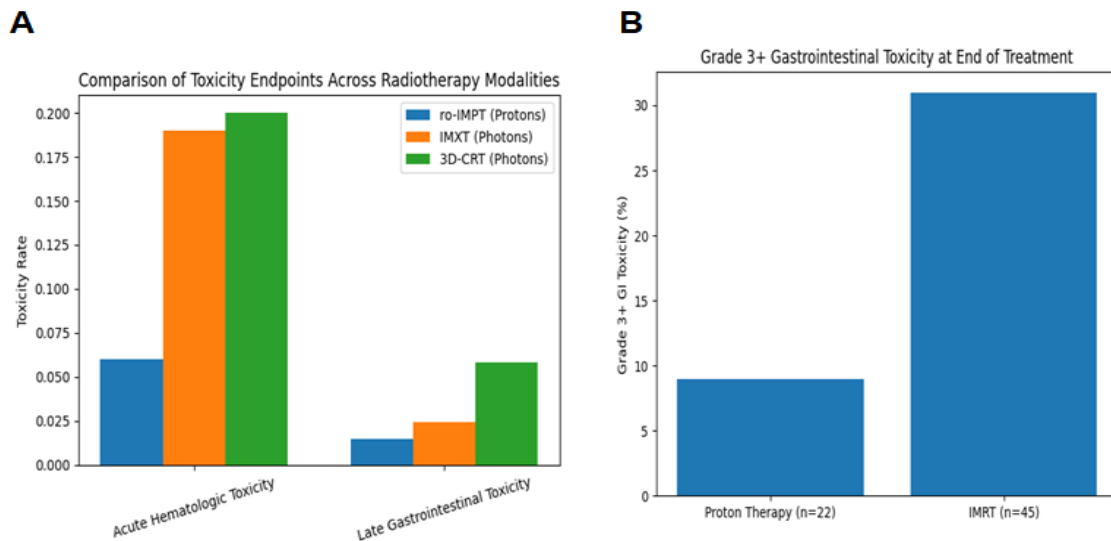 A
Comparison of Toxicity Endpoints Across Radiotherapy Modalities
ro-IMPT (Protons)
IMXT (Photons)
3D-CRT (Photons)
Toxicity Rate
0.200
0.175
0.150
0.125
0.100
0.075
0.050
0.025
0.000
Acute Hematologic Toxicity
Late Gastrointestinal Toxicity
B
Grade 3+ Gastrointestinal Toxicity at End of Treatment
Grade 3+ GI Toxicity (%)
30
25
20
15
10
5
0
Proton Therapy (n=22)
IMRT (n=45)